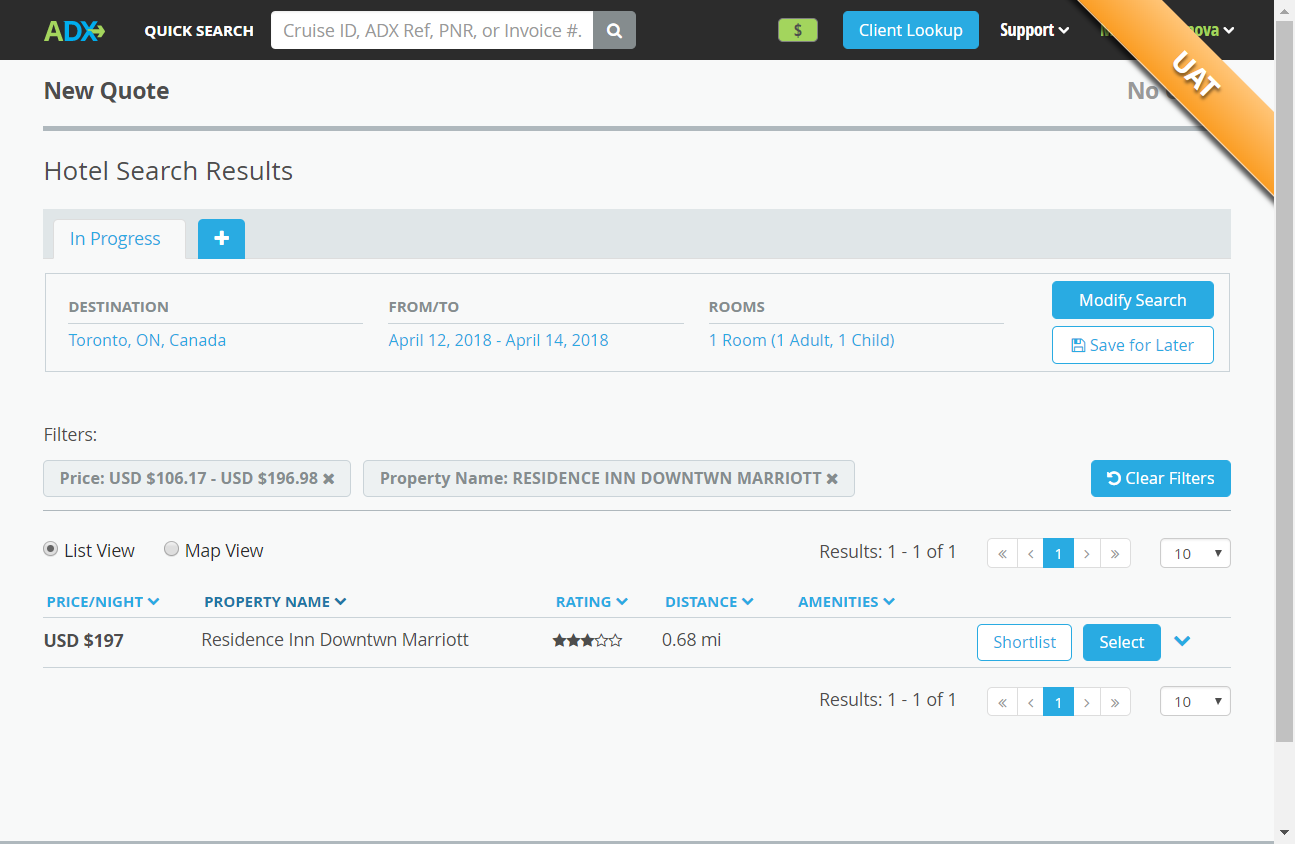 ADX QUICK SEARCH Cruise ID, ADX Ref, PNR, or Invoice #. $ Client Lookup Support
UAT
New Quote No
Hotel Search Results
In Progress +
DESTINATION FROM/TO ROOMS
Toronto, ON, Canada April 12, 2018 - April 14, 2018 1 Room (1 Adult, 1 Child)
Modify Search
Save for Later
Filters:
Price: USD $106.17 - USD $196.98 ✖ Property Name: RESIDENCE INN DOWNTWN MARRIOTT ✖ Clear Filters
List View Map View Results: 1 - 1 of 1 « ‹ 1 › » 10
PRICE/NIGHT PROPERTY NAME RATING DISTANCE AMENITIES
USD $197 Residence Inn Downtwn Marriott ★★★☆☆ 0.68 mi Shortlist Select
Results: 1 - 1 of 1 « ‹ 1 › » 10